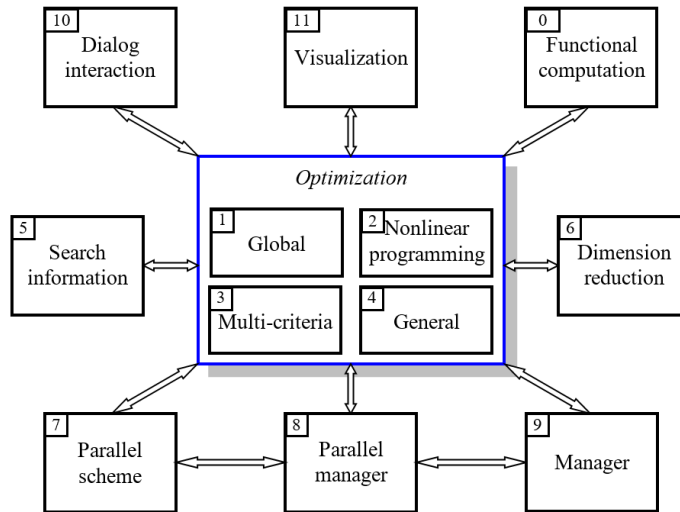 10
Dialog
interaction
11
Visualization
0
Functional
computation
Optimization
1
Global
2
Nonlinear
programming
3
Multi-criteria
4
General
5
Search
information
6
Dimension
reduction
7
Parallel
scheme
8
Parallel
manager
9
Manager